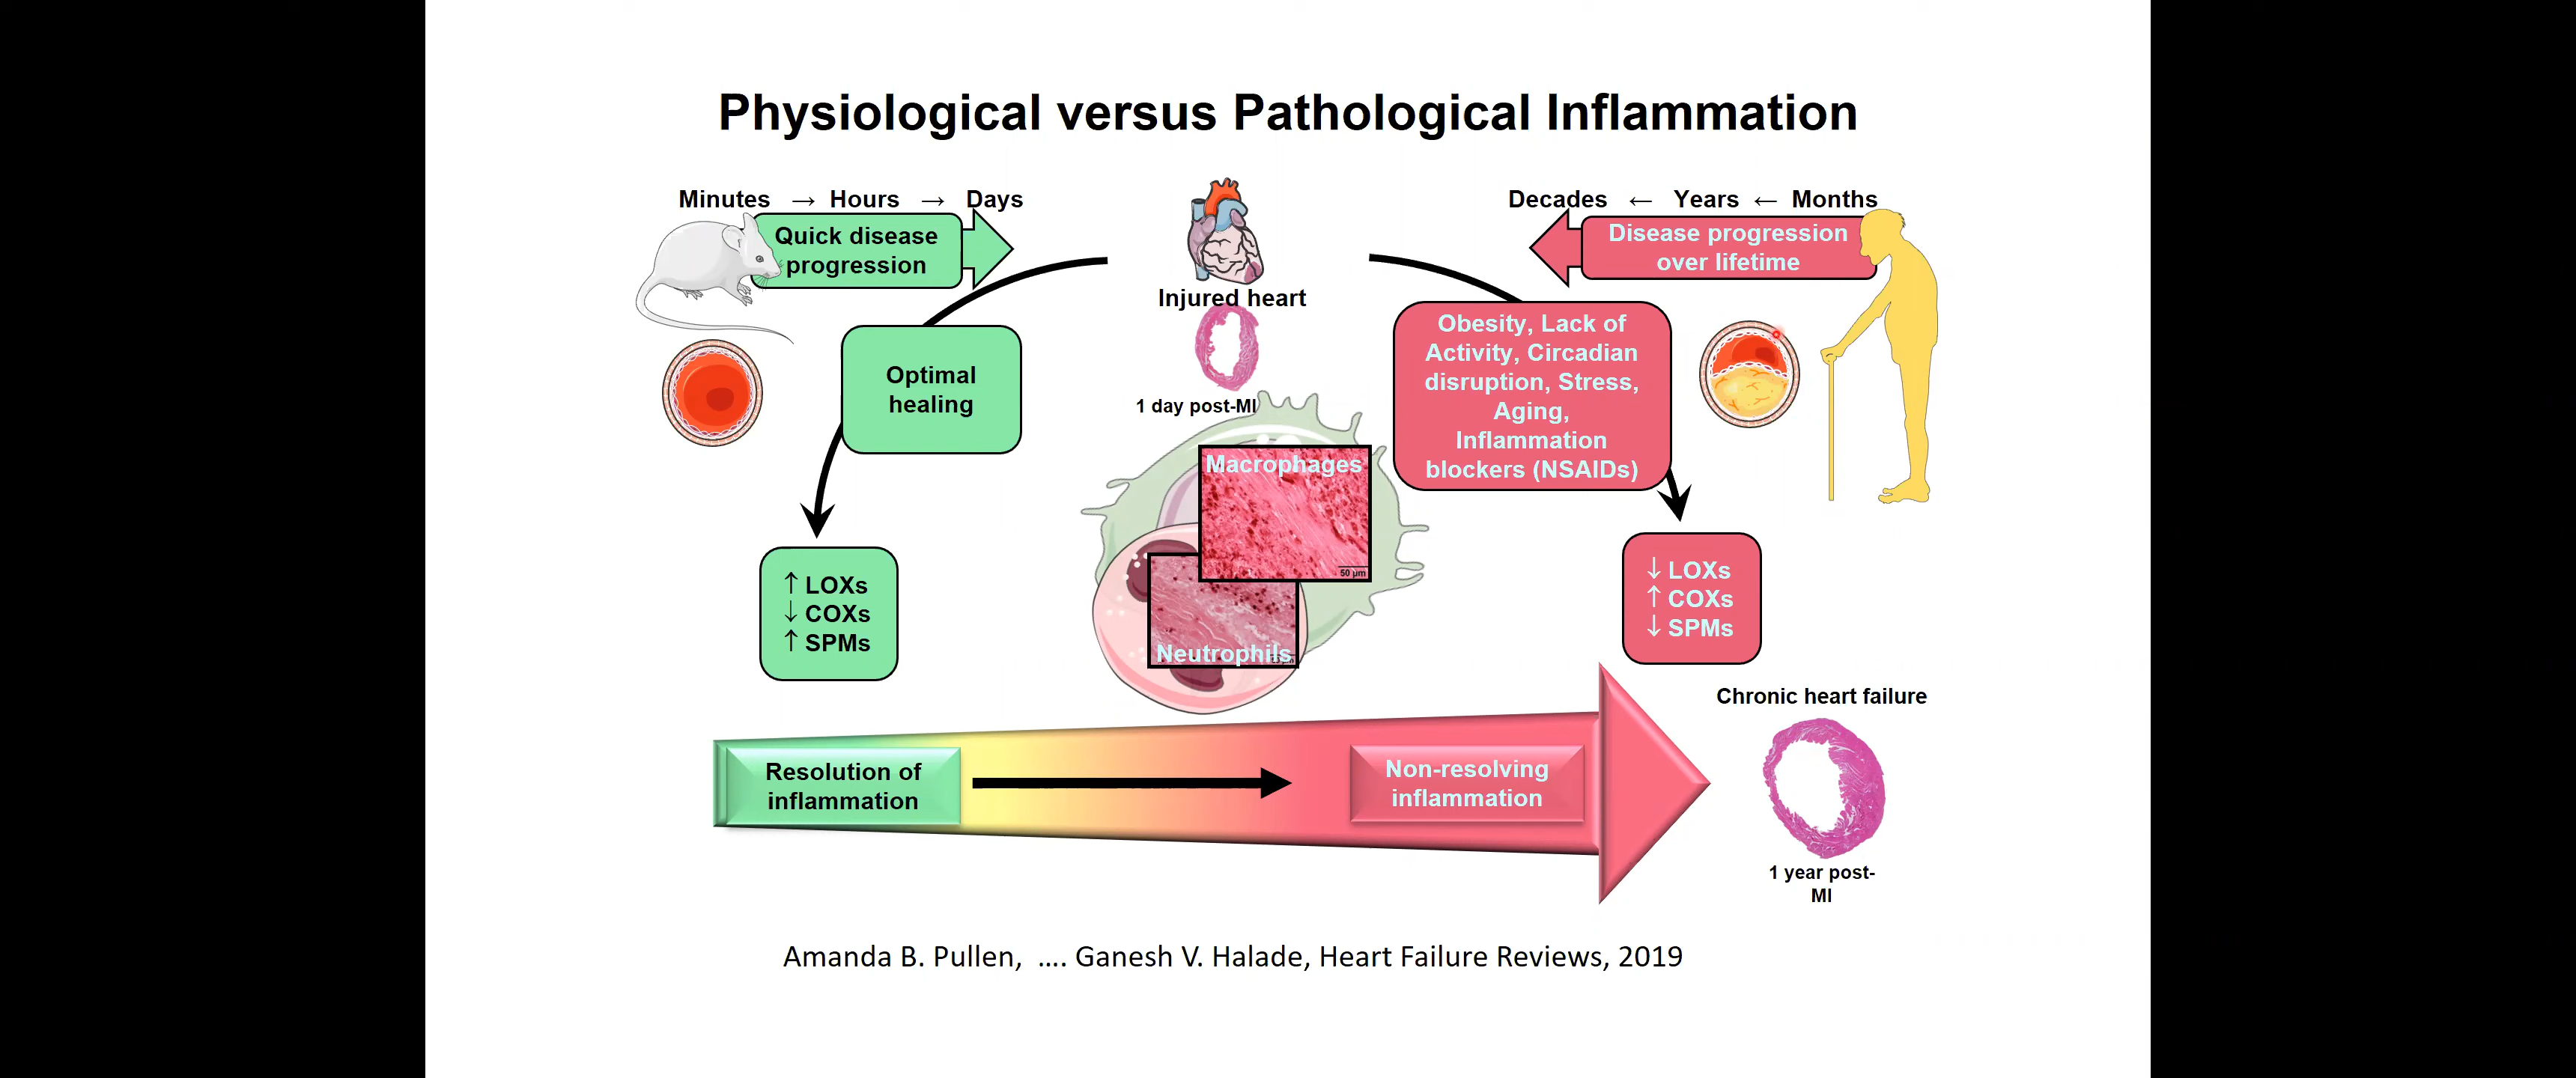 Physiological versus Pathological Inflammation
Minutes → Hours → Days
Quick disease
progression
Injured heart
1 day post-MI
Decades ← Years ← Months
Disease progression
over lifetime
Optimal
healing
Obesity, Lack of
Activity, Circadian
disruption, Stress,
Aging,
Inflammation
blockers (NSAIDs)
Macrophages
50 µm
Neutrophils
↑ LOXs
↓ COXs
↑ SPMs
↓ LOXs
↑ COXs
↓ SPMs
Resolution of
inflammation
Non-resolving
inflammation
Chronic heart failure
1 year post-
MI
Amanda B. Pullen, .... Ganesh V. Halade, Heart Failure Reviews, 2019